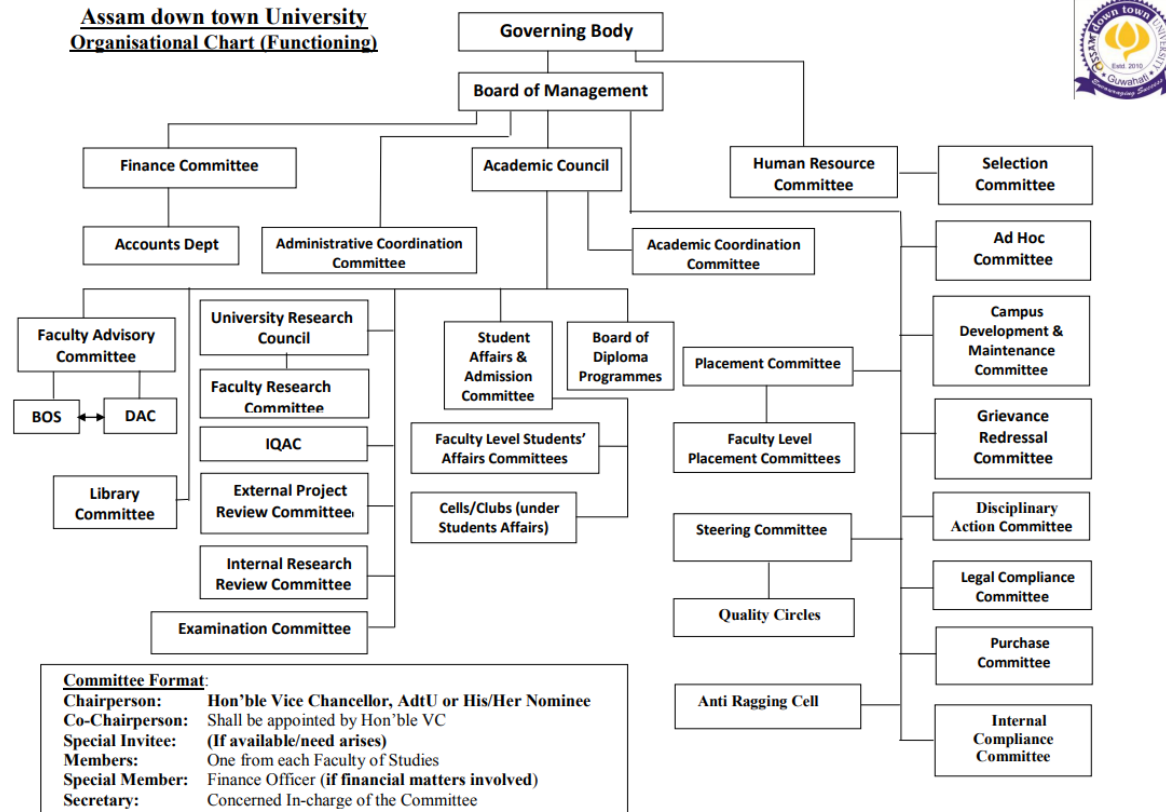 Assam down town University
Organisational Chart (Functioning)
Governing Body
Board of Management
ASSAM down town UNIVERSITY
Estd. 2010
Guwahati
Encouraging Success
Finance Committee
Academic Council
Human Resource
Committee
Selection
Committee
Accounts Dept
Administrative Coordination
Committee
Academic Coordination
Committee
Ad Hoc
Committee
Faculty Advisory
Committee
BOS
DAC
Library
Committee
University Research
Council
Faculty Research
Committee
IQAC
External Project
Review Committee.
Internal Research
Review Committee
Examination Committee
Student
Affairs &
Admission
Committee
Board of
Diploma
Programmes
Faculty Level Students’
Affairs Committees
Cells/Clubs (under
Students Affairs)
Placement Committee
Faculty Level
Placement Committees
Steering Committee
Quality Circles
Anti Ragging Cell
Campus
Development &
Maintenance
Committee
Grievance
Redressal
Committee
Disciplinary
Action Committee
Legal Compliance
Committee
Purchase
Committee
Internal
Compliance
Committee
Committee Format:
Chairperson: Hon’ble Vice Chancellor, AdtU or His/Her Nominee
Co-Chairperson: Shall be appointed by Hon’ble VC
Special Invitee: (If available/need arises)
Members: One from each Faculty of Studies
Special Member: Finance Officer (if financial matters involved)
Secretary: Concerned In-charge of the Committee